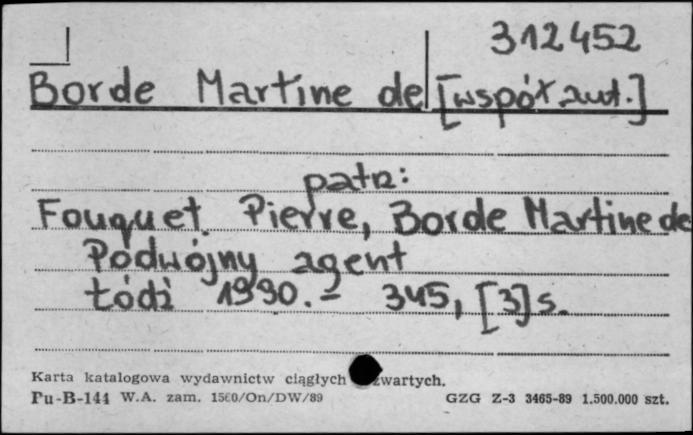 312452
Borde Martine de [współaut.]
patrz:
Fouquet Pierre, Borde Martine de
Podwójny agent
Łódź 1990.- 345, [3] s.
Karta katalogowa wydawnictw ciągłych zwartych.
Pu-B-144 W.A. zam. 1560/On/DW/89 GZG Z-3 3465-89 1.500.000 szt.